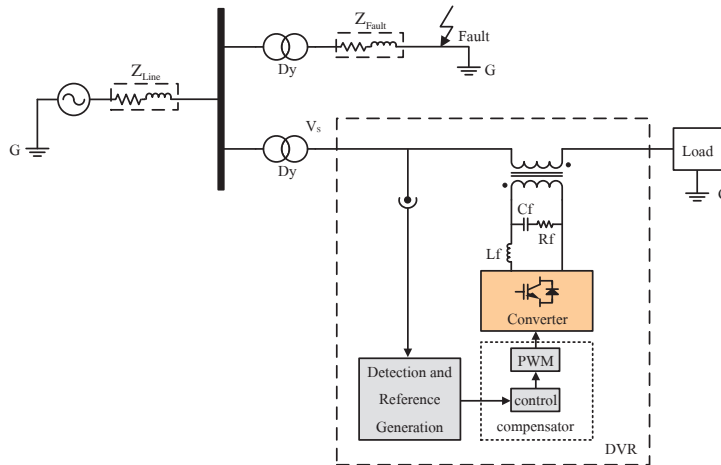 Z_Fault
Fault
Dy
G
Z_Line
G
V_s
Dy
Load
G
Cf
Rf
Lf
Converter
PWM
Detection and
Reference
Generation
control
compensator
DVR